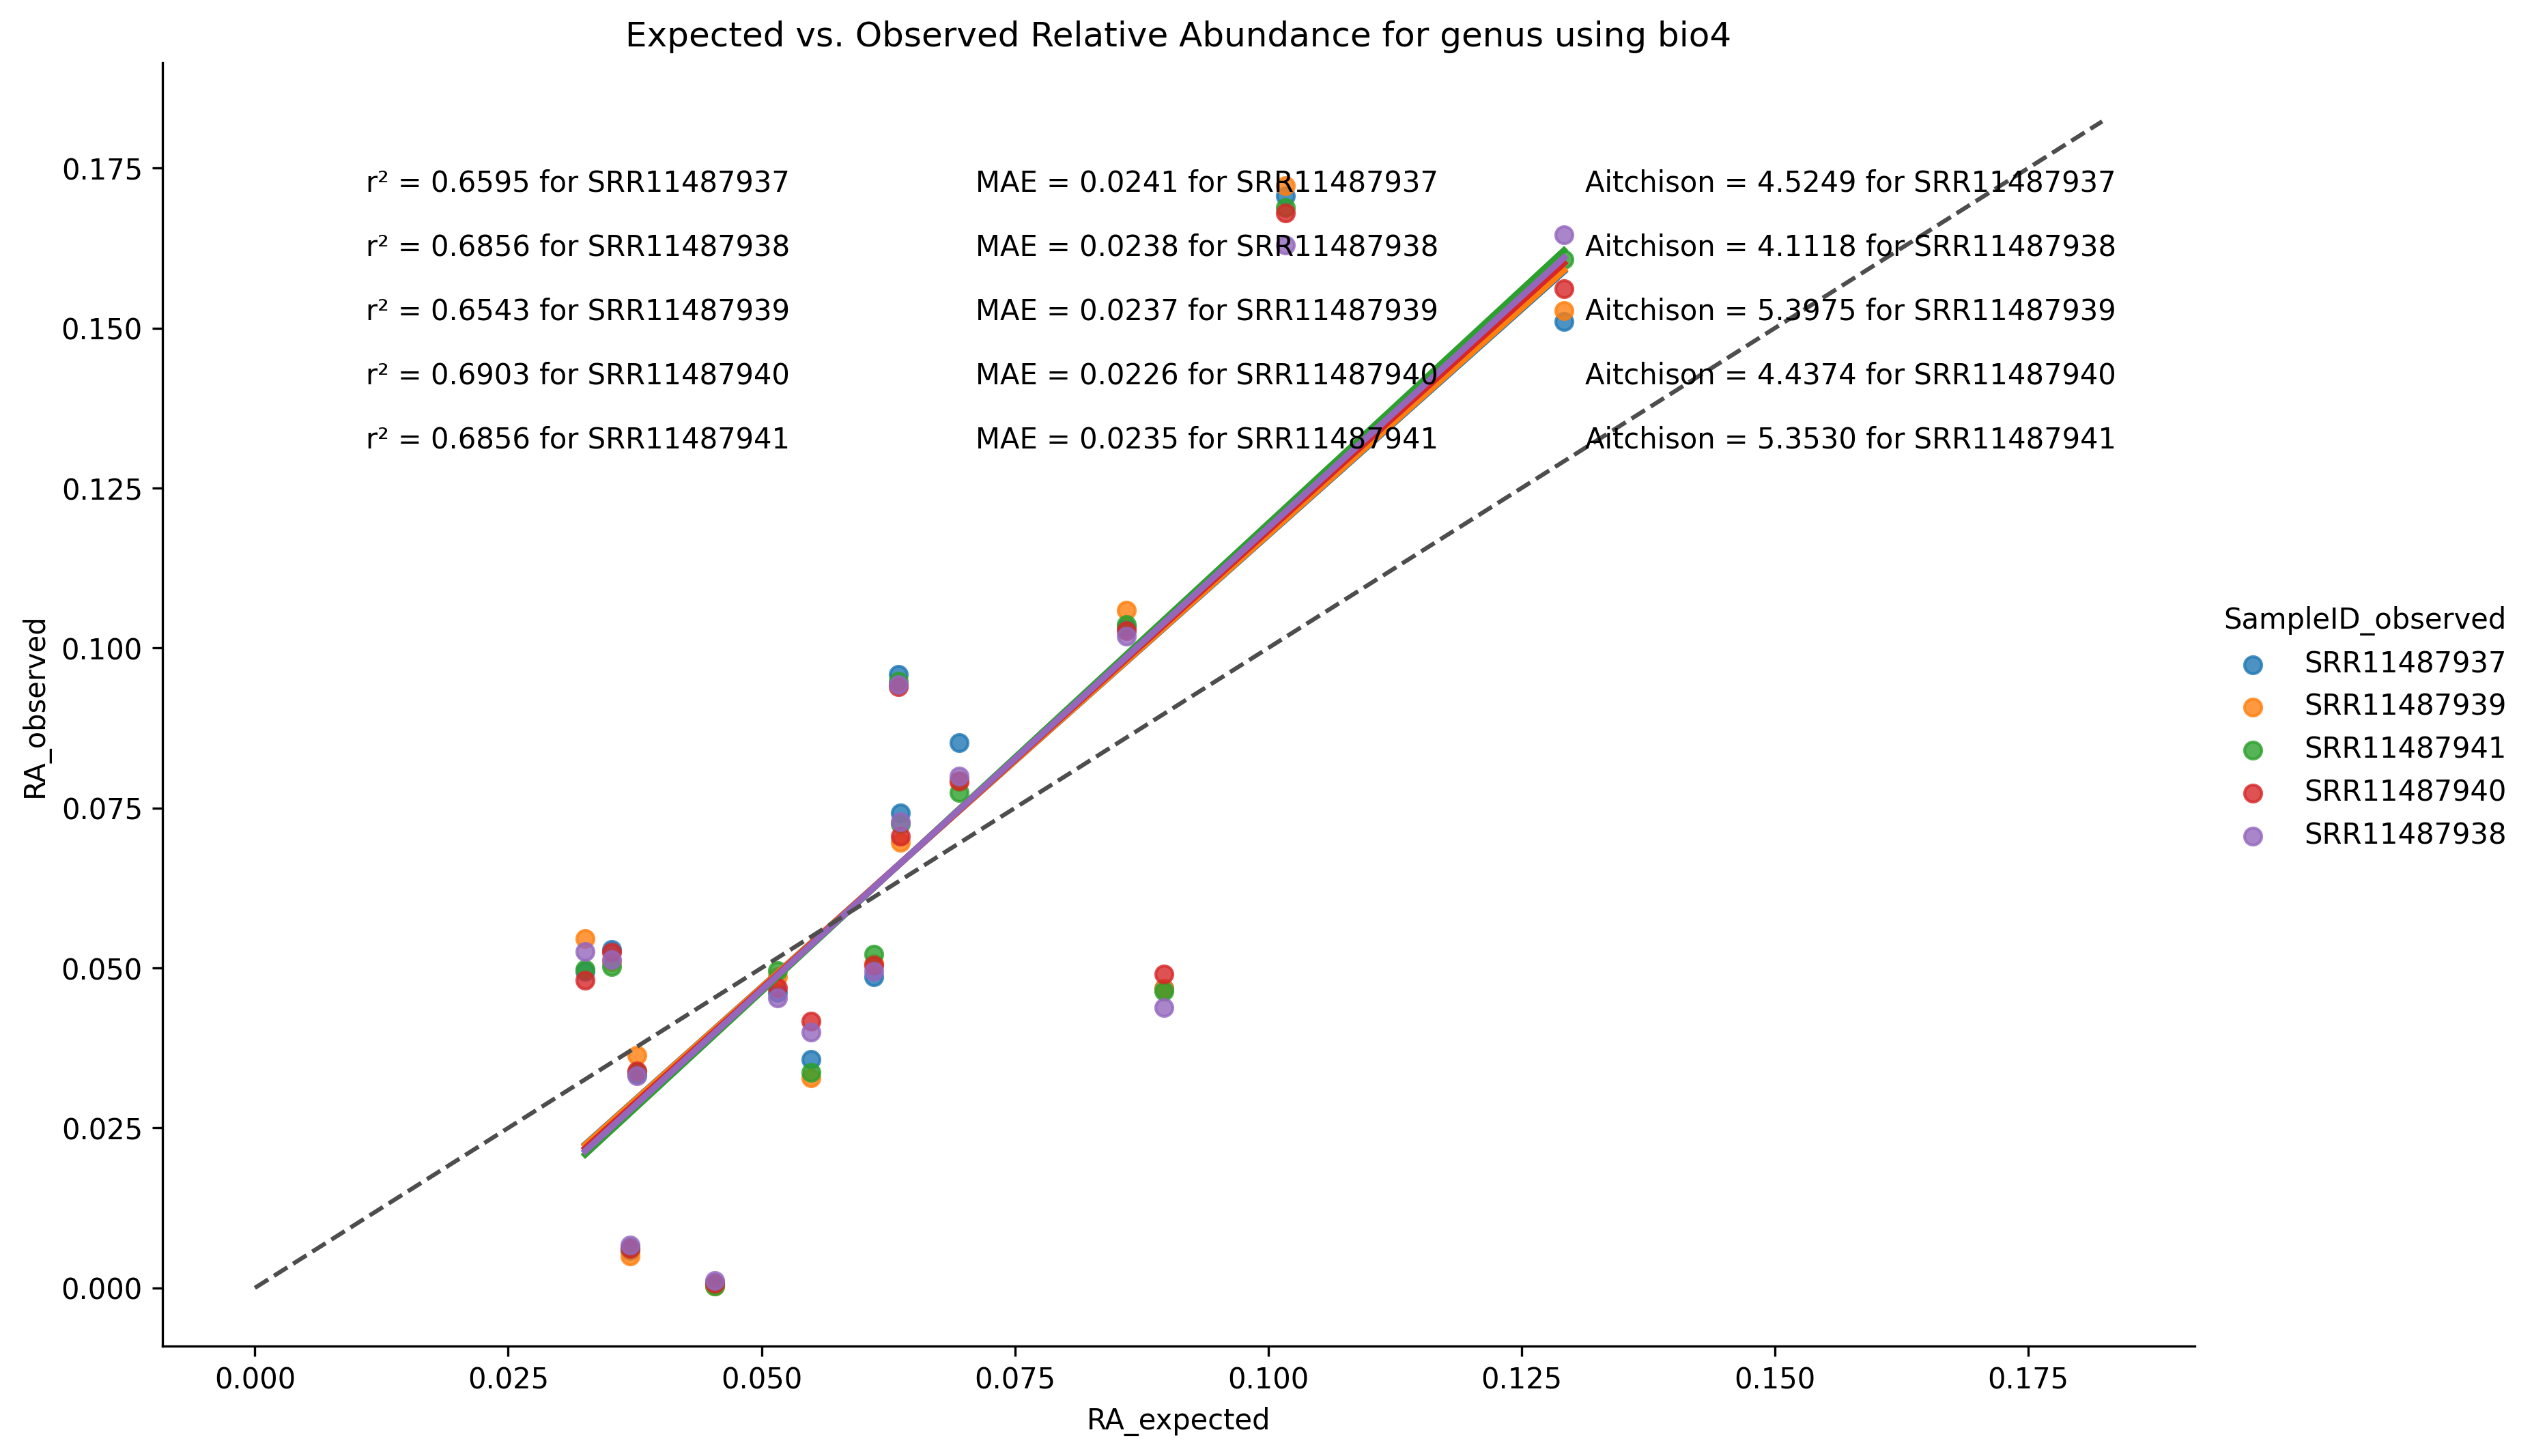 Expected vs. Observed Relative Abundance for genus using bio4
r² = 0.6595 for SRR11487937
MAE = 0.0241 for SRR11487937
Aitchison = 4.5249 for SRR11487937
r² = 0.6856 for SRR11487938
MAE = 0.0238 for SRR11487938
Aitchison = 4.1118 for SRR11487938
r² = 0.6543 for SRR11487939
MAE = 0.0237 for SRR11487939
Aitchison = 5.3975 for SRR11487939
r² = 0.6903 for SRR11487940
MAE = 0.0226 for SRR11487940
Aitchison = 4.4374 for SRR11487940
r² = 0.6856 for SRR11487941
MAE = 0.0235 for SRR11487941
Aitchison = 5.3530 for SRR11487941
RA_observed
0.175
0.150
0.125
0.100
0.075
0.050
0.025
0.000
0.000
0.025
0.050
0.075
0.100
0.125
0.150
0.175
RA_expected
SampleID_observed
SRR11487937
SRR11487939
SRR11487941
SRR11487940
SRR11487938